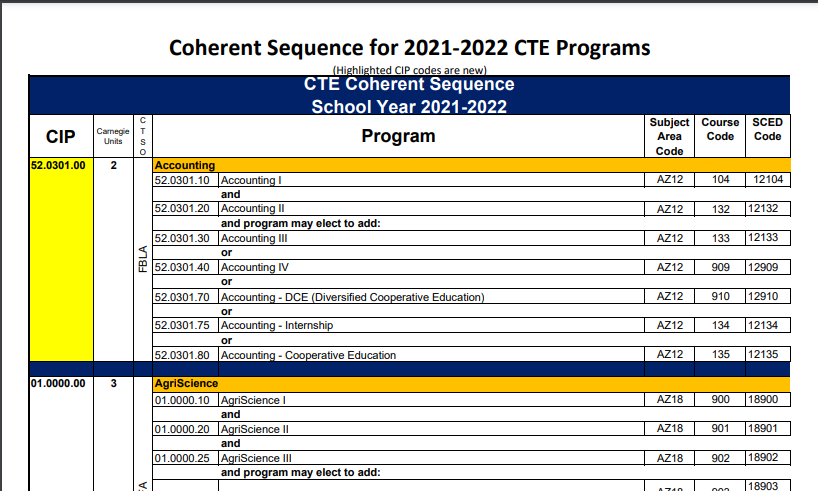 Coherent Sequence for 2021-2022 CTE Programs
(Highlighted CIP codes are new)
CTE Coherent Sequence
School Year 2021-2022
CIP Carnegie Units CTSO Program Subject Area Code Course Code SCED Code
52.0301.00 2 Accounting
52.0301.10 Accounting I AZ12 104 12104
and
52.0301.20 Accounting II AZ12 132 12132
and program may elect to add:
52.0301.30 Accounting III AZ12 133 12133
or
FBLA
52.0301.40 Accounting IV AZ12 909 12909
or
52.0301.70 Accounting - DCE (Diversified Cooperative Education) AZ12 910 12910
or
52.0301.75 Accounting - Internship AZ12 134 12134
or
52.0301.80 Accounting - Cooperative Education AZ12 135 12135
01.0000.00 3 AgriScience
01.0000.10 AgriScience I AZ18 900 18900
and
01.0000.20 AgriScience II AZ18 901 18901
and
01.0000.25 AgriScience III AZ18 902 18902
and program may elect to add:
18903